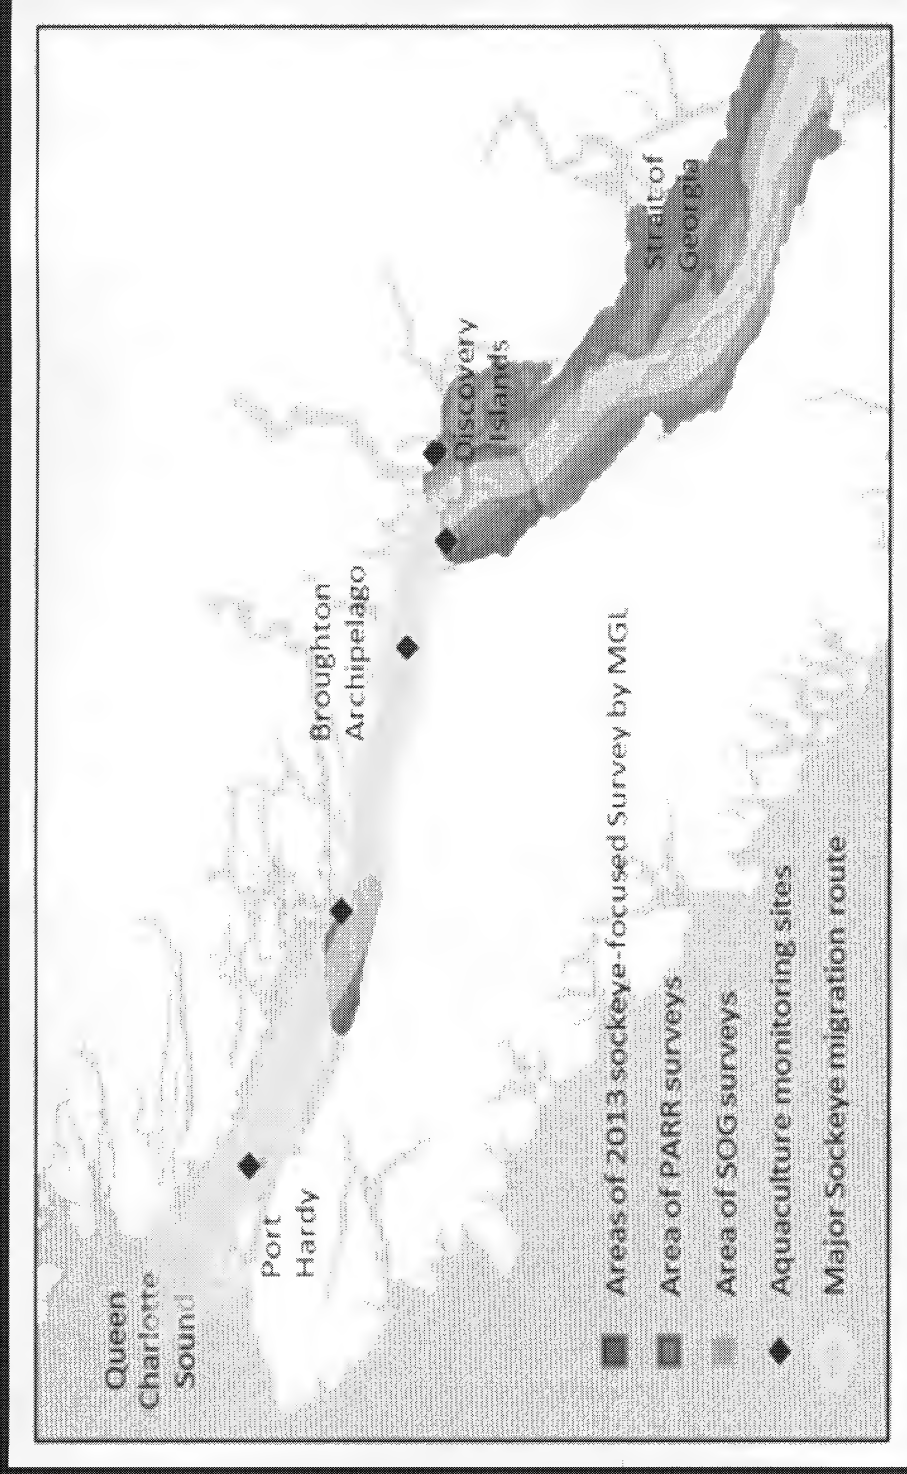 Queen
Charlotte
Sound
Port
Hardy
Broughton
Archipelago
Discovery
Islands
Strait of
Georgia
Areas of 2013 sockeye-focused Survey by MGL
Area of PARR surveys
Area of SOG surveys
Aquaculture monitoring sites
Major Sockeye migration route